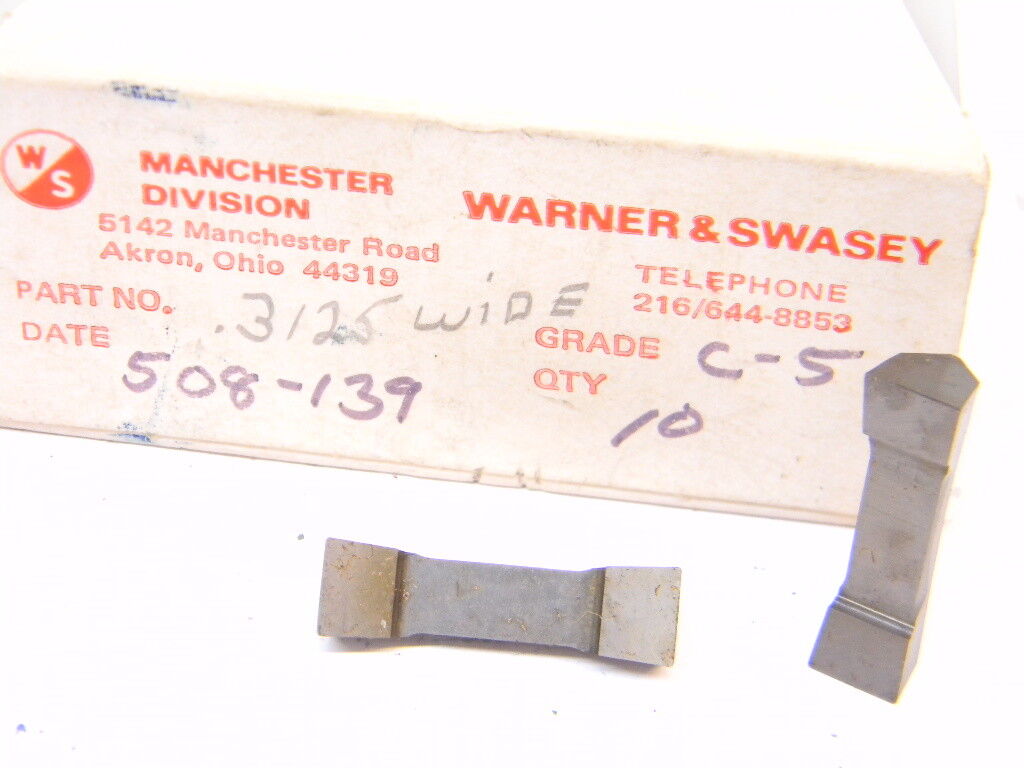 W/S
MANCHESTER
DIVISION
5142 Manchester Road
Akron, Ohio 44319
WARNER & SWASEY
TELEPHONE
216/644-8853
PART NO. .3125 WIDE
DATE 508-139
GRADE C-5
QTY 10